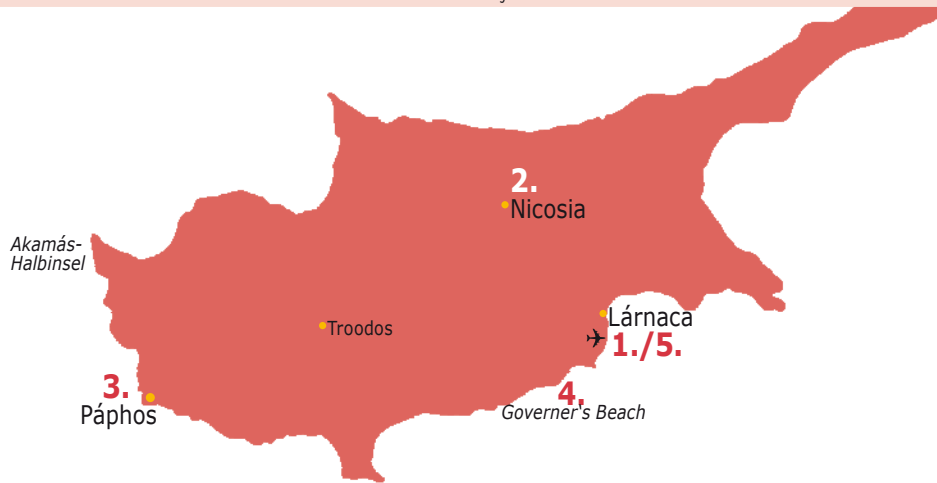 2.
Nicosia
Akamás-
Halbinsel
Lárnaca
1./5.
Troodos
3.
Páphos
4.
Governer's Beach